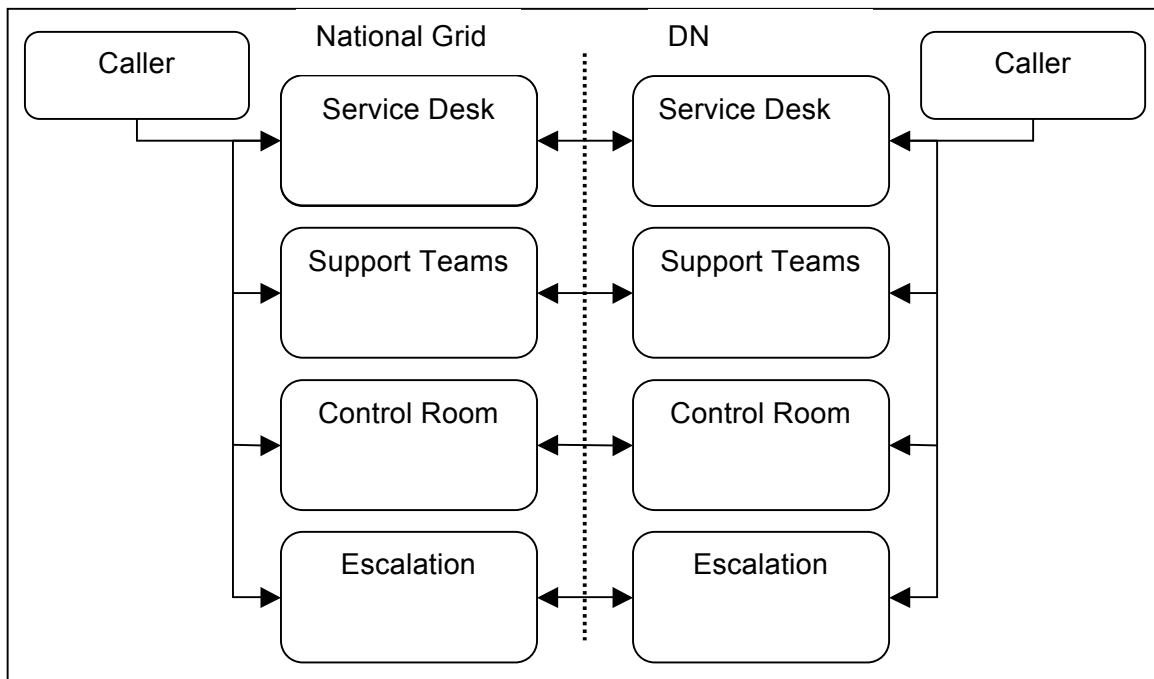 National Grid
DN
Caller
Caller
Service Desk
Service Desk
Support Teams
Support Teams
Control Room
Control Room
Escalation
Escalation